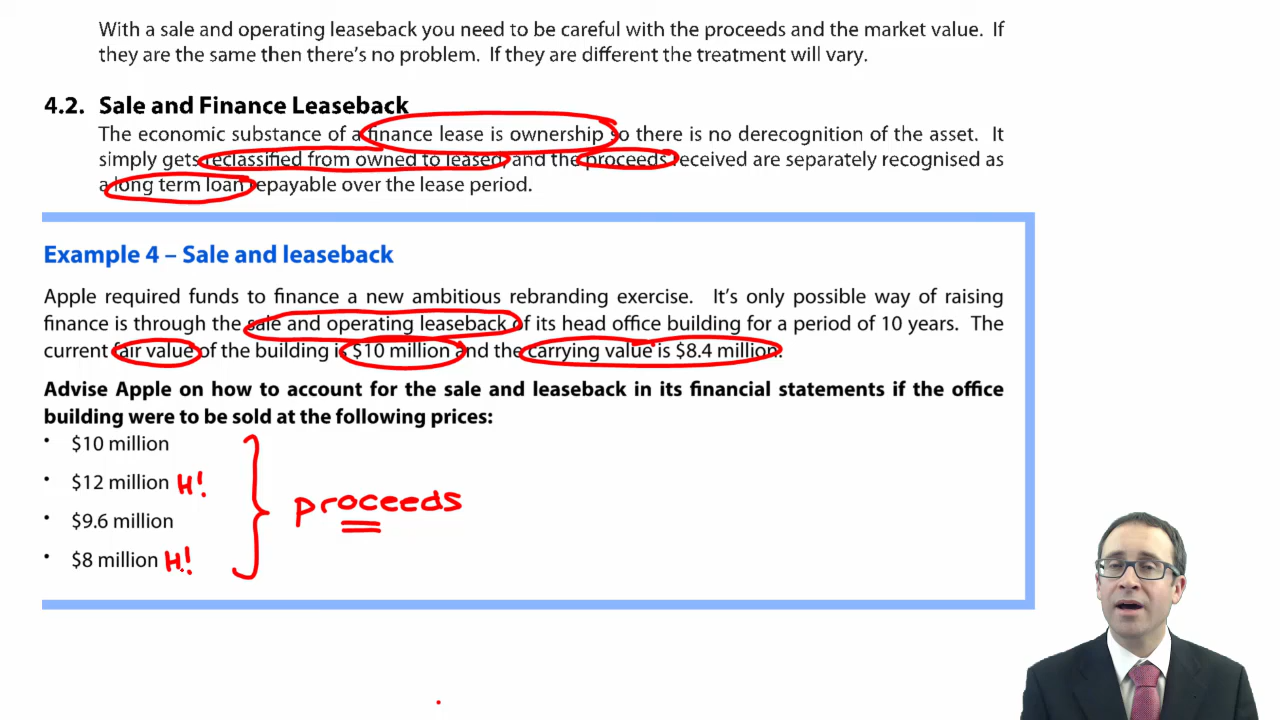 With a sale and operating leaseback you need to be careful with the proceeds and the market value. If
they are the same then there's no problem. If they are different the treatment will vary.
4.2. Sale and Finance Leaseback
The economic substance of a finance lease is ownership so there is no derecognition of the asset. It
simply gets reclassified from owned to leased, and the proceeds received are separately recognised as
a long term loan repayable over the lease period.
Example 4 – Sale and leaseback
Apple required funds to finance a new ambitious rebranding exercise. It's only possible way of raising
finance is through the sale and operating leaseback of its head office building for a period of 10 years. The
current fair value of the building is $10 million and the carrying value is $8.4 million.
Advise Apple on how to account for the sale and leaseback in its financial statements if the office
building were to be sold at the following prices:
• $10 million
• $12 million H!
proceeds
• $9.6 million
• $8 million H!